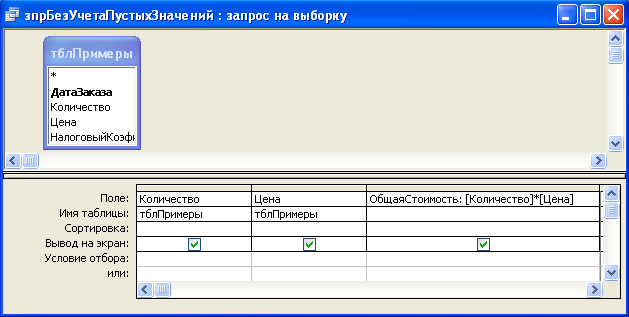 зпрБезУчетаПустыхЗначений : запрос на выборку
тблПримеры
*
ДатаЗаказа
Количество
Цена
НалоговыйКоэфи
Поле: Количество Цена ОбщаяСтоимость: [Количество]*[Цена]
Имя таблицы: тблПримеры тблПримеры
Сортировка:
Вывод на экран:
Условие отбора:
или: